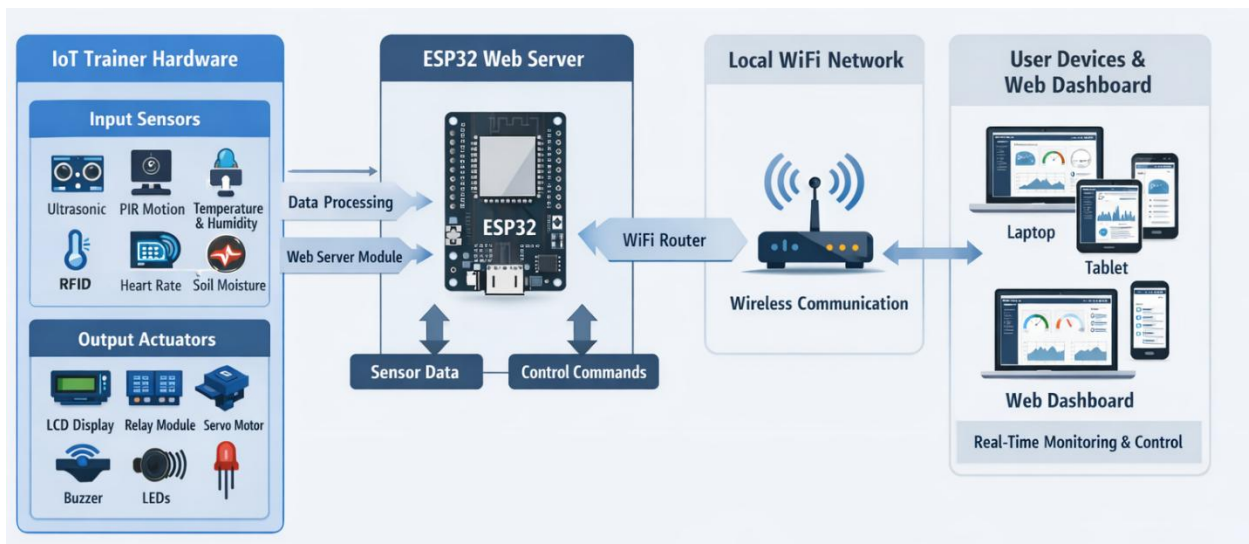 IoT Trainer Hardware
Input Sensors
Ultrasonic
PIR Motion
Temperature
& Humidity
RFID
Heart Rate
Soil Moisture
Output Actuators
LCD Display
Relay Module
Servo Motor
Buzzer
LEDs
Data Processing
Web Server Module
ESP32 Web Server
ESP32
Sensor Data
Control Commands
WiFi Router
Local WiFi Network
Wireless Communication
User Devices &
Web Dashboard
Laptop
Tablet
Web Dashboard
Real-Time Monitoring & Control